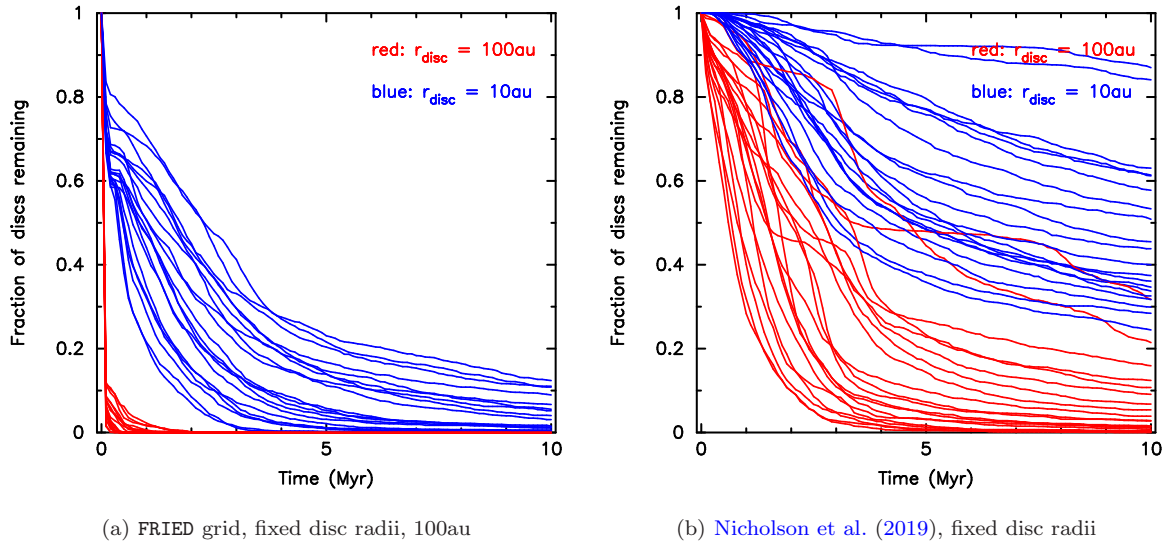 red: r_disc = 100au
blue: r_disc = 10au
Fraction of discs remaining
1
0.8
0.6
0.4
0.2
0
0
5
10
Time (Myr)
(a) FRIED grid, fixed disc radii, 100au
red: r_disc = 100au
blue: r_disc = 10au
Fraction of discs remaining
1
0.8
0.6
0.4
0.2
0
0
5
10
Time (Myr)
(b) Nicholson et al. (2019), fixed disc radii